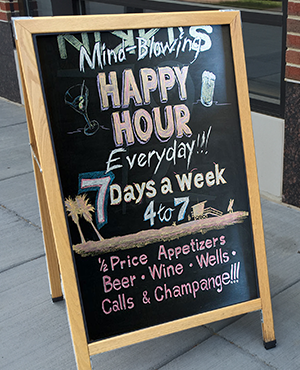 Mind-Blowing
HAPPY
HOUR
Everyday!!!
7 Days a week
4 to 7
½ Price Appetizers
Beer · Wine · Wells ·
Calls & Champange!!!